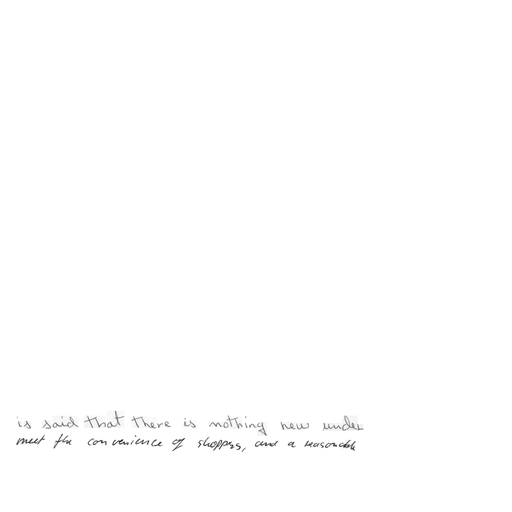 is said that there is nothing new under
meet the convenience of shoppers, and a reasonable